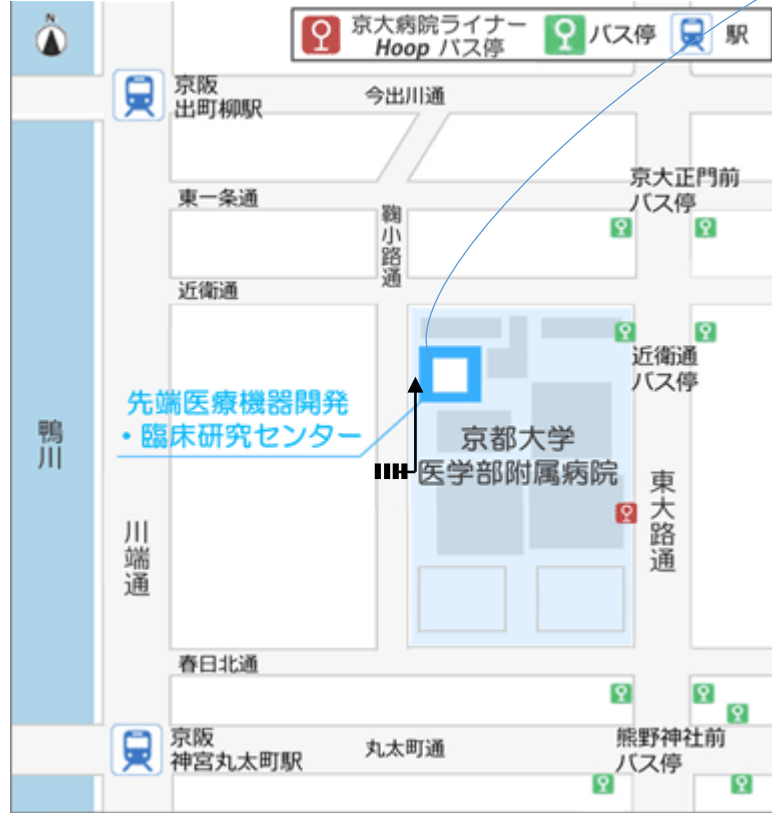 N
京大病院ライナー
Hoop バス停
バス停
駅
京阪
出町柳駅
今出川通
京大正門前
バス停
東一条通
鞠小路通
近衛通
近衛通
バス停
先端医療機器開発
・臨床研究センター
鴨川
京都大学
医学部附属病院
東大路通
川端通
春日北通
京阪
神宮丸太町駅
丸太町通
熊野神社前
バス停